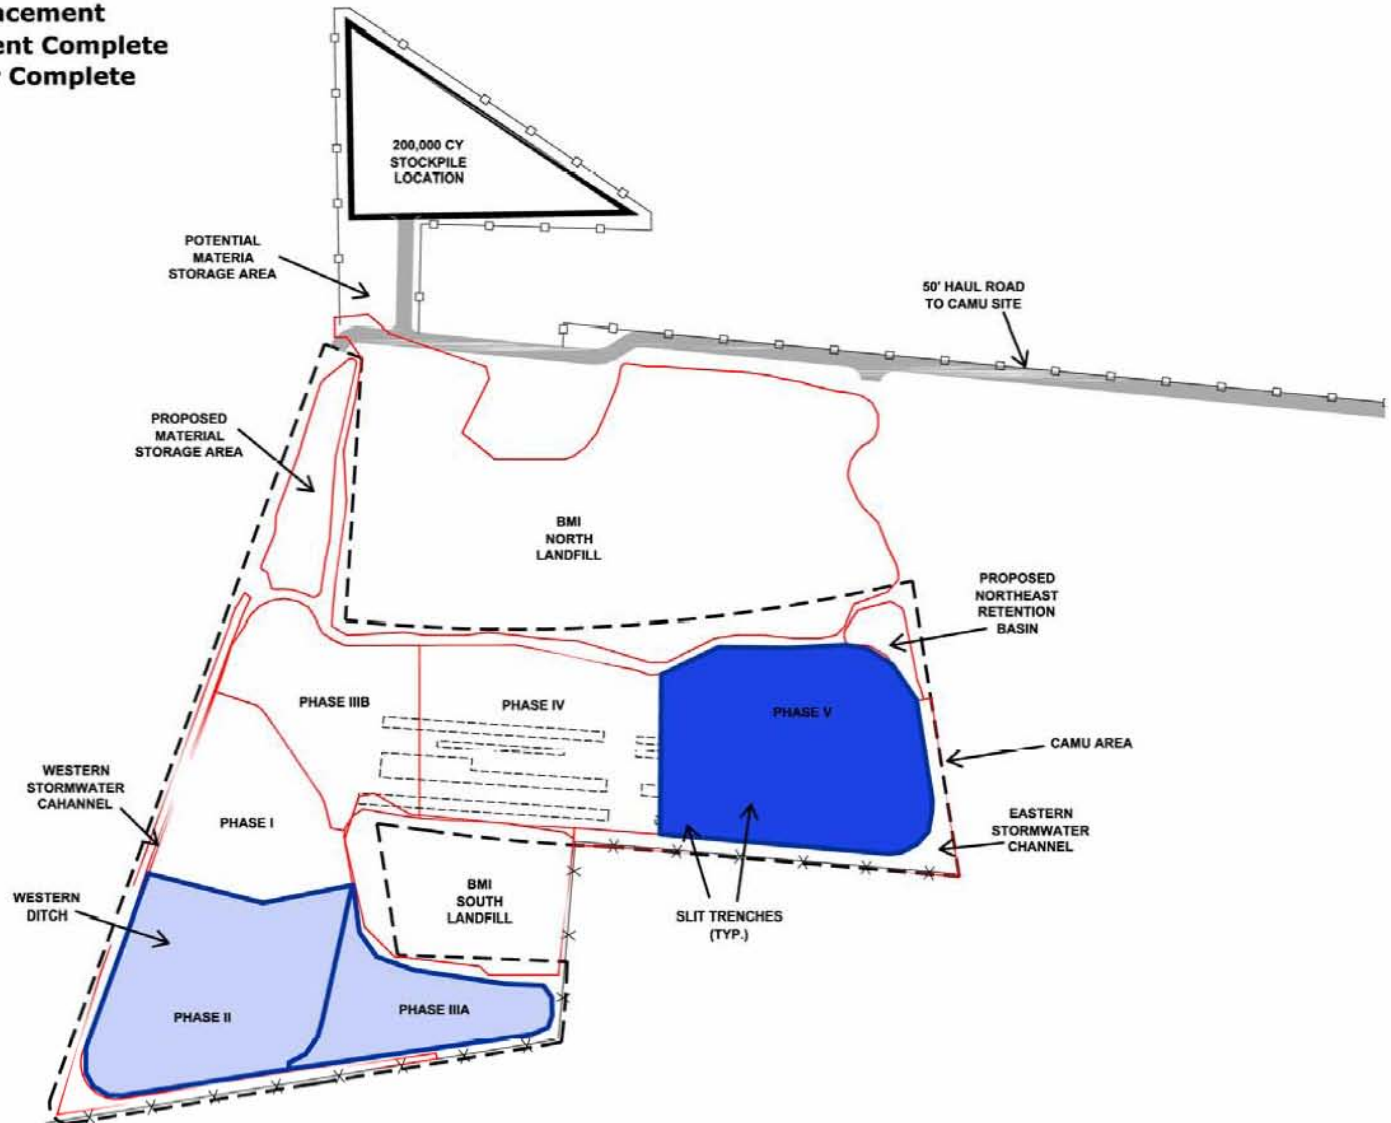 200,000 CY
STOCKPILE
LOCATION
Complete
Complete
POTENTIAL
MATERIA
STORAGE AREA
50' HAUL ROAD
TO CAMU SITE
PROPOSED
MATERIAL
STORAGE AREA
BMI
NORTH
LANDFILL
PROPOSED
NORTHEAST
RETENTION
BASIN
PHASE IIIB
PHASE IV
PHASE V
CAMU AREA
WESTERN
STORMWATER
CAHANNEL
PHASE I
EASTERN
STORMWATER
CHANNEL
WESTERN
DITCH
BMI
SOUTH
LANDFILL
SLIT TRENCHES
(TYP.)
PHASE II
PHASE IIIA